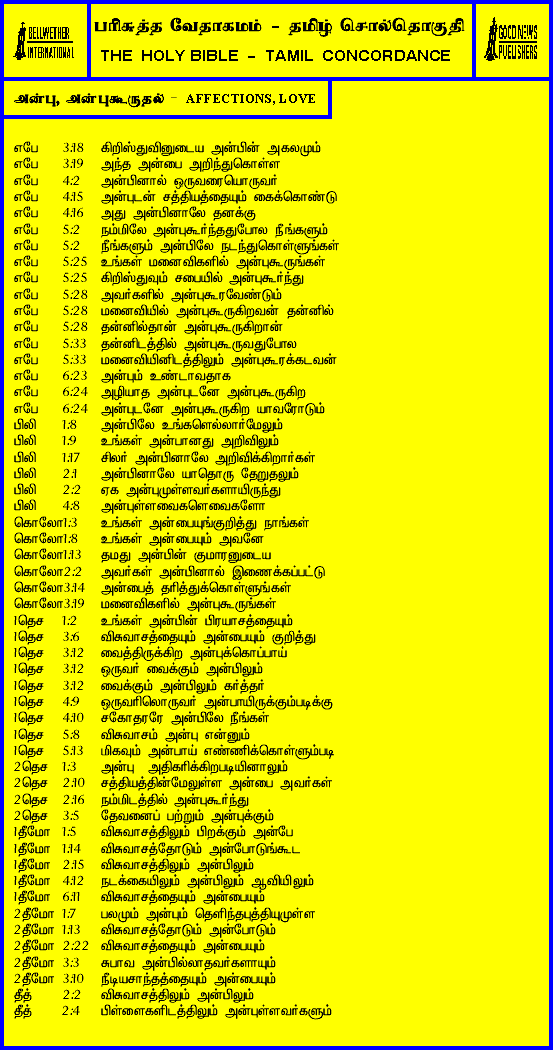 BELLWETHER INTERNATIONAL
பரிசுத்த வேதாகமம் - தமிழ் சொல்தொகுதி
THE HOLY BIBLE - TAMIL CONCORDANCE
GOOD NEWS PUBLISHERS
அன்பு, அன்புகூருதல் - AFFECTIONS, LOVE
எபே 3:18 கிறிஸ்துவினுடைய அன்பின் அகலமும்
எபே 3:19 அந்த அன்பை அறிந்துகொள்ள
எபே 4:2 அன்பினால் ஒருவரையொருவர்
எபே 4:15 அன்புடன் சத்தியத்தையும் கைக்கொண்டு
எபே 4:16 அது அன்பினாலே தனக்கு
எபே 5:2 நம்மிலே அன்புகூர்ந்ததுபோல நீங்களும்
எபே 5:2 நீங்களும் அன்பிலே நடந்துகொள்ளுங்கள்
எபே 5:25 உங்கள் மனைவிகளில் அன்புகூருங்கள்
எபே 5:25 கிறிஸ்துவும் சபையில் அன்புகூர்ந்து
எபே 5:28 அவர்களில் அன்புகூரவேண்டும்
எபே 5:28 மனைவியில் அன்புகூருகிறவன் தன்னில்
எபே 5:28 தன்னில்தான் அன்புகூருகிறான்
எபே 5:33 தன்னிடத்தில் அன்புகூருவதுபோல
எபே 5:33 மனைவியினிடத்திலும் அன்புகூரக்கடவன்
எபே 6:23 அன்பும் உண்டாவதாக
எபே 6:24 அழியாத அன்புடனே அன்புகூருகிற
எபே 6:24 அன்புடனே அன்புகூருகிற யாவரோடும்
பிலி 1:8 அன்பிலே உங்களெல்லார்மேலும்
பிலி 1:9 உங்கள் அன்பானது அறிவிலும்
பிலி 1:17 சிலர் அன்பினாலே அறிவிக்கிறார்கள்
பிலி 2:1 அன்பினாலே யாதொரு தேறுதலும்
பிலி 2:2 ஏக அன்புமுள்ளவர்களாயிருந்து
பிலி 4:8 அன்புள்ளவைகளெவைகளோ
கொலோ1:3 உங்கள் அன்பையுங்குறித்து நாங்கள்
கொலோ1:8 உங்கள் அன்பையும் அவனே
கொலோ1:13 தமது அன்பின் குமாரனுடைய
கொலோ2:2 அவர்கள் அன்பினால் இணைக்கப்பட்டு
கொலோ3:14 அன்பைத் தரித்துக்கொள்ளுங்கள்
கொலோ3:19 மனைவிகளில் அன்புகூருங்கள்
1தெச 1:2 உங்கள் அன்பின் பிரயாசத்தையும்
1தெச 3:6 விசுவாசத்தையும் அன்பையும் குறித்து
1தெச 3:12 வைத்திருக்கிற அன்புக்கொப்பாய்
1தெச 3:12 ஒருவர் வைக்கும் அன்பிலும்
1தெச 3:12 வைக்கும் அன்பிலும் கர்த்தர்
1தெச 4:9 ஒருவரிலொருவர் அன்பாயிருக்கும்படிக்கு
1தெச 4:10 சகோதரரே அன்பிலே நீங்கள்
1தெச 5:8 விசுவாசம் அன்பு என்னும்
1தெச 5:13 மிகவும் அன்பாய் எண்ணிக்கொள்ளும்படி
2தெச 1:3 அன்பு அதிகரிக்கிறபடியினாலும்
2தெச 2:10 சத்தியத்தின்மேலுள்ள அன்பை அவர்கள்
2தெச 2:16 நம்மிடத்தில் அன்புகூர்ந்து
2தெச 3:5 தேவனைப் பற்றும் அன்புக்கும்
1தீமோ 1:5 விசுவாசத்திலும் பிறக்கும் அன்பே
1தீமோ 1:14 விசுவாசத்தோடும் அன்போடுங்கூட
1தீமோ 2:15 விசுவாசத்திலும் அன்பிலும்
1தீமோ 4:12 நடக்கையிலும் அன்பிலும் ஆவியிலும்
1தீமோ 6:11 விசுவாசத்தையும் அன்பையும்
2தீமோ 1:7 பலமும் அன்பும் தெளிந்தபுத்தியுமுள்ள
2தீமோ 1:13 விசுவாசத்தோடும் அன்போடும்
2தீமோ 2:22 விசுவாசத்தையும் அன்பையும்
2தீமோ 3:3 சுபாவ அன்பில்லாதவர்களாயும்
2தீமோ 3:10 நீடியசாந்தத்தையும் அன்பையும்
தீத் 2:2 விசுவாசத்திலும் அன்பிலும்
தீத் 2:4 பிள்ளைகளிடத்திலும் அன்புள்ளவர்களும்